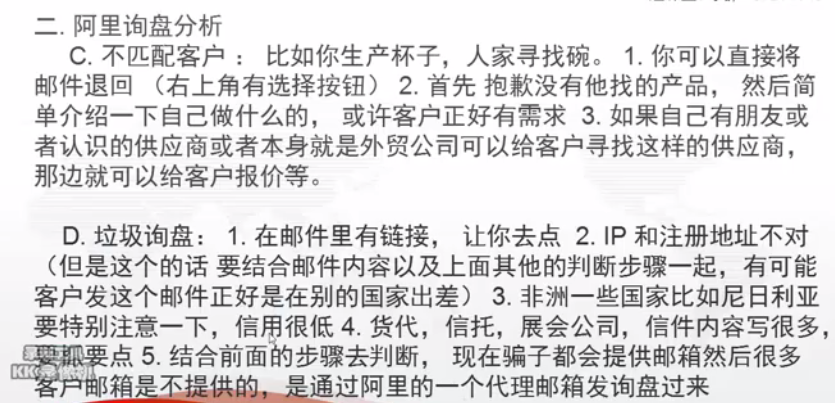 二. 阿里询盘分析
C. 不匹配客户 ： 比如你生产杯子，人家寻找碗。 1. 你可以直接将
邮件退回 （右上角有选择按钮） 2. 首先 抱歉没有他找的产品， 然后简
单介绍一下自己做什么的， 或许客户正好有需求 3. 如果自己有朋友或
者认识的供应商或者本身就是外贸公司可以给客户寻找这样的供应商，
那边就可以给客户报价等。
D. 垃圾询盘： 1. 在邮件里有链接， 让你去点 2. IP 和注册地址不对
（但是这个的话 要结合邮件内容以及上面其他的判断步骤一起，有可能
客户发这个邮件正好是在别的国家出差） 3. 非洲一些国家比如尼日利亚
要特别注意一下，信用很低 4. 货代，信托，展会公司，信件内容写很多，
要点 5. 结合前面的步骤去判断， 现在骗子都会提供邮箱然后很多
客户邮箱是不提供的，是通过阿里的一个代理邮箱发询盘过来